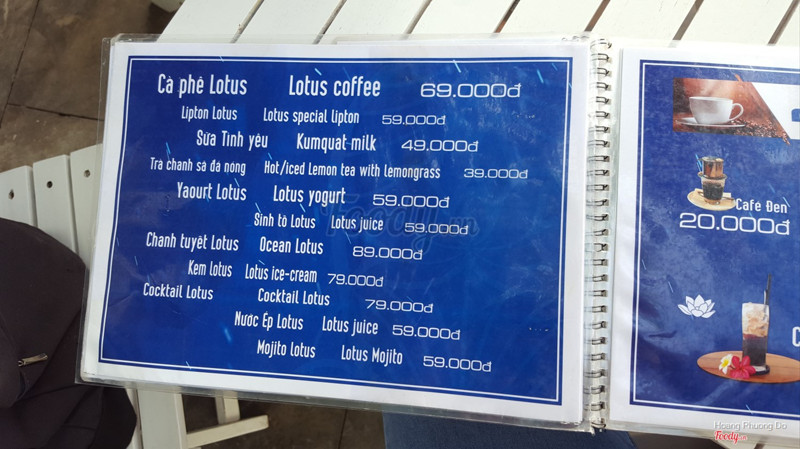 Cà phê Lotus Lotus coffee 69.000đ
Lipton Lotus Lotus special lipton 59.000đ
Sữa Tình yêu Kumquat milk 49.000đ
Trà chanh sả đá nóng Hot/iced Lemon tea with lemongrass 39.000đ
Yaourt Lotus Lotus yogurt 59.000đ
Sinh tố Lotus Lotus juice 59.000đ
Chanh tuyết Lotus Ocean Lotus 89.000đ
Kem Lotus Lotus ice-cream 79.000đ
Cocktail Lotus Cocktail Lotus 79.000đ
Nước Ép Lotus Lotus juice 59.000đ
Mojito lotus Lotus Mojito 59.000đ
Café Đen
20.000đ
Foody.vn
Hoang Phuong Do
Foody.vn